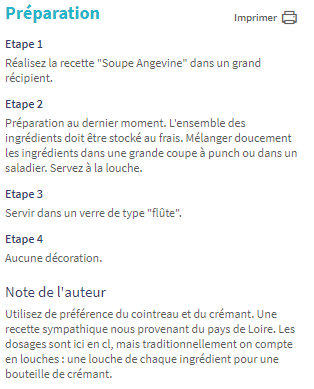 Préparation
Imprimer
Etape 1
Réalisez la recette "Soupe Angevine" dans un grand
récipient.
Etape 2
Préparation au dernier moment. L'ensemble des
ingrédients doit être stocké au frais. Mélanger doucement
les ingrédients dans une grande coupe à punch ou dans un
saladier. Servez à la louche.
Etape 3
Servir dans un verre de type "flûte".
Etape 4
Aucune décoration.
Note de l'auteur
Utilisez de préférence du cointreau et du crémant. Une
recette sympathique nous provenant du pays de Loire. Les
dosages sont ici en cl, mais traditionnellement on compte
en louches : une louche de chaque ingrédient pour une
bouteille de crémant.